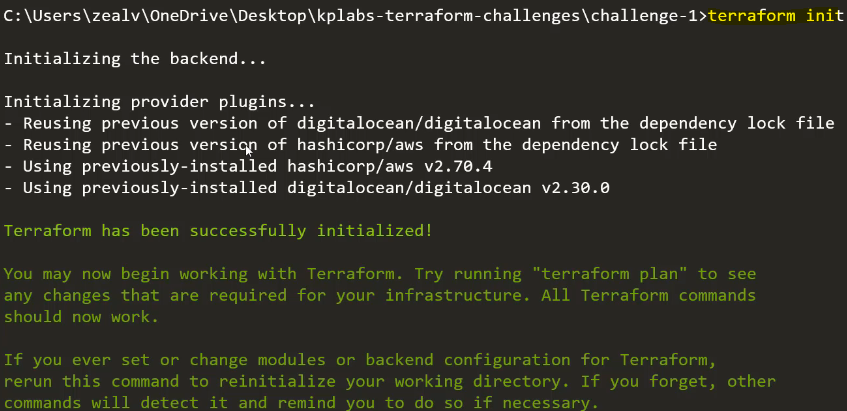 C:\Users\zealv\OneDrive\Desktop\kplabs-terraform-challenges\challenge-1>terraform init
Initializing the backend...
Initializing provider plugins...
- Reusing previous version of digitalocean/digitalocean from the dependency lock file
- Reusing previous version of hashicorp/aws from the dependency lock file
- Using previously-installed hashicorp/aws v2.70.4
- Using previously-installed digitalocean/digitalocean v2.30.0
Terraform has been successfully initialized!
You may now begin working with Terraform. Try running "terraform plan" to see
any changes that are required for your infrastructure. All Terraform commands
should now work.
If you ever set or change modules or backend configuration for Terraform,
rerun this command to reinitialize your working directory. If you forget, other
commands will detect it and remind you to do so if necessary.